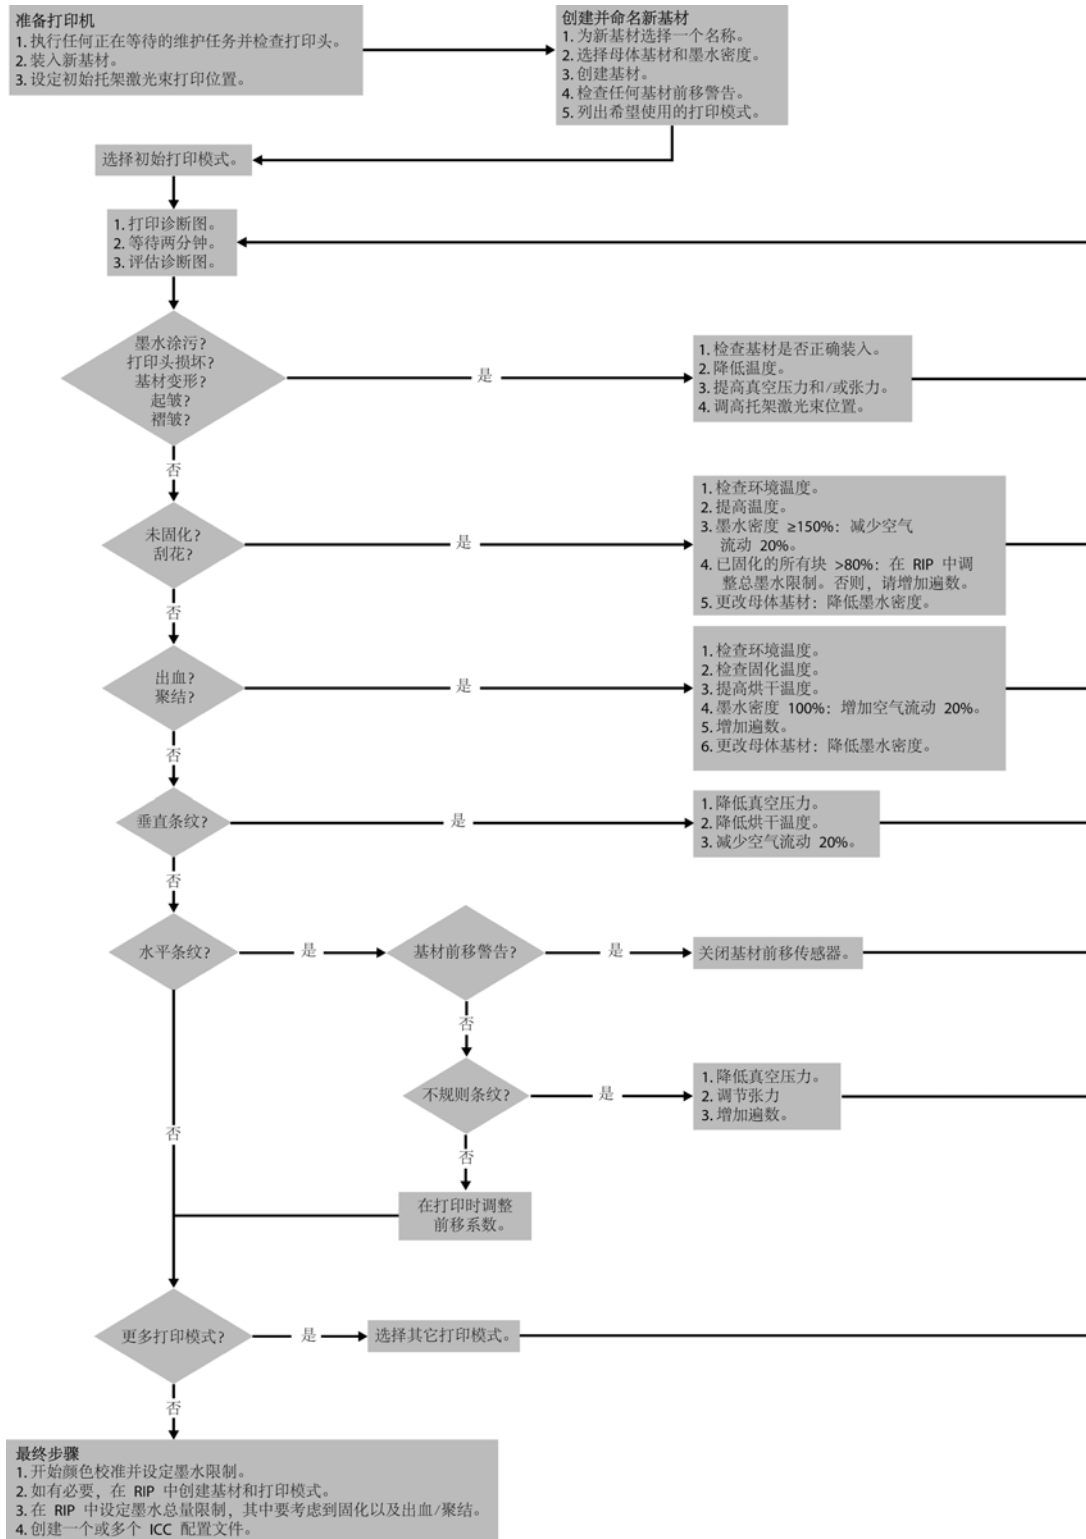 准备打印机
1. 执行任何正在等待的维护任务并检查打印头。
2. 装入新基材。
3. 设定初始托架激光束打印位置。
创建并命名新基材
1. 为新基材选择一个名称。
2. 选择母体基材和墨水密度。
3. 创建基材。
4. 检查任何基材前移警告。
5. 列出希望使用的打印模式。
选择初始打印模式。
1. 打印诊断图。
2. 等待两分钟。
3. 评估诊断图。
墨水涂污?
打印头损坏?
基材变形?
起皱?
褶皱?
是
1. 检查基材是否正确装入。
2. 降低温度。
3. 提高真空压力和/或张力。
4. 调高托架激光束位置。
否
未固化?
刮花?
是
1. 检查环境温度。
2. 提高温度。
3. 墨水密度 ≥150%: 减少空气
流动 20%。
4. 已固化的所有块 >80%: 在 RIP 中调
整总墨水限制。否则, 请增加遍数。
5. 更改母体基材: 降低墨水密度。
否
出血?
聚结?
是
1. 检查环境温度。
2. 检查固化温度。
3. 提高烘干温度。
4. 墨水密度 100%: 增加空气流动 20%。
5. 增加遍数。
6. 更改母体基材: 降低墨水密度。
否
垂直条纹?
是
1. 降低真空压力。
2. 降低烘干温度。
3. 减少空气流动 20%。
否
水平条纹?
是
基材前移警告?
是
关闭基材前移传感器。
否
不规则条纹?
是
1. 降低真空压力。
2. 调节张力
3. 增加遍数。
否
否
在打印时调整
前移系数。
更多打印模式?
是
选择其它打印模式。
否
最终步骤
1. 开始颜色校准并设定墨水限制。
2. 如有必要, 在 RIP 中创建基材和打印模式。
3. 在 RIP 中设定墨水总量限制, 其中要考虑到固化以及出血/聚结。
4. 创建一个或多个 ICC 配置文件。